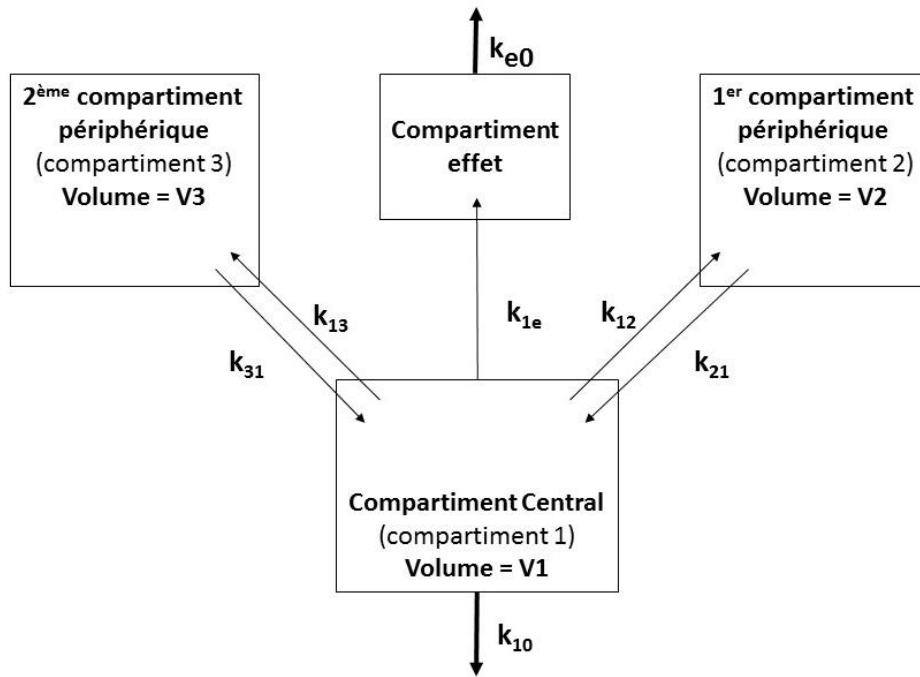 k_e0
2ème compartiment
périphérique
(compartiment 3)
Volume = V3
Compartiment
effet
1er compartiment
périphérique
(compartiment 2)
Volume = V2
k13
k31
k1e
k12
k21
Compartiment Central
(compartiment 1)
Volume = V1
k10